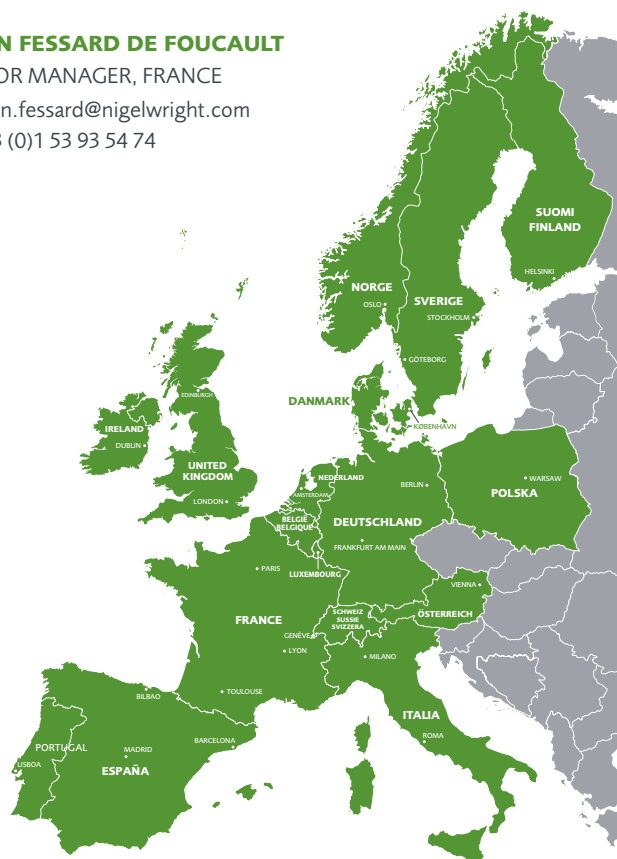 N FESSARD DE FOUCAULT
OR MANAGER, FRANCE
n.fessard@nigelwright.com
(0)1 53 93 54 74
SUOMI
FINLAND
HELSINKI
NORGE
OSLO
SVERIGE
STOCKHOLM
GÖTEBORG
DANMARK
KØBENHAVN
EDINBURGH
IRELAND
DUBLIN
UNITED
KINGDOM
LONDON
NEDERLAND
AMSTERDAM
BERLIN
WARSAW
POLSKA
BELGIË
BELGIQUE
DEUTSCHLAND
FRANKFURT AM MAIN
LUXEMBOURG
PARIS
VIENNA
ÖSTERREICH
SCHWEIZ
SUSSIE
SVIZZERA
FRANCE
GENÈVE
LYON
MILANO
TOULOUSE
BILBAO
ITALIA
ROMA
BARCELONA
PORTUGAL
MADRID
LISBOA
ESPAÑA